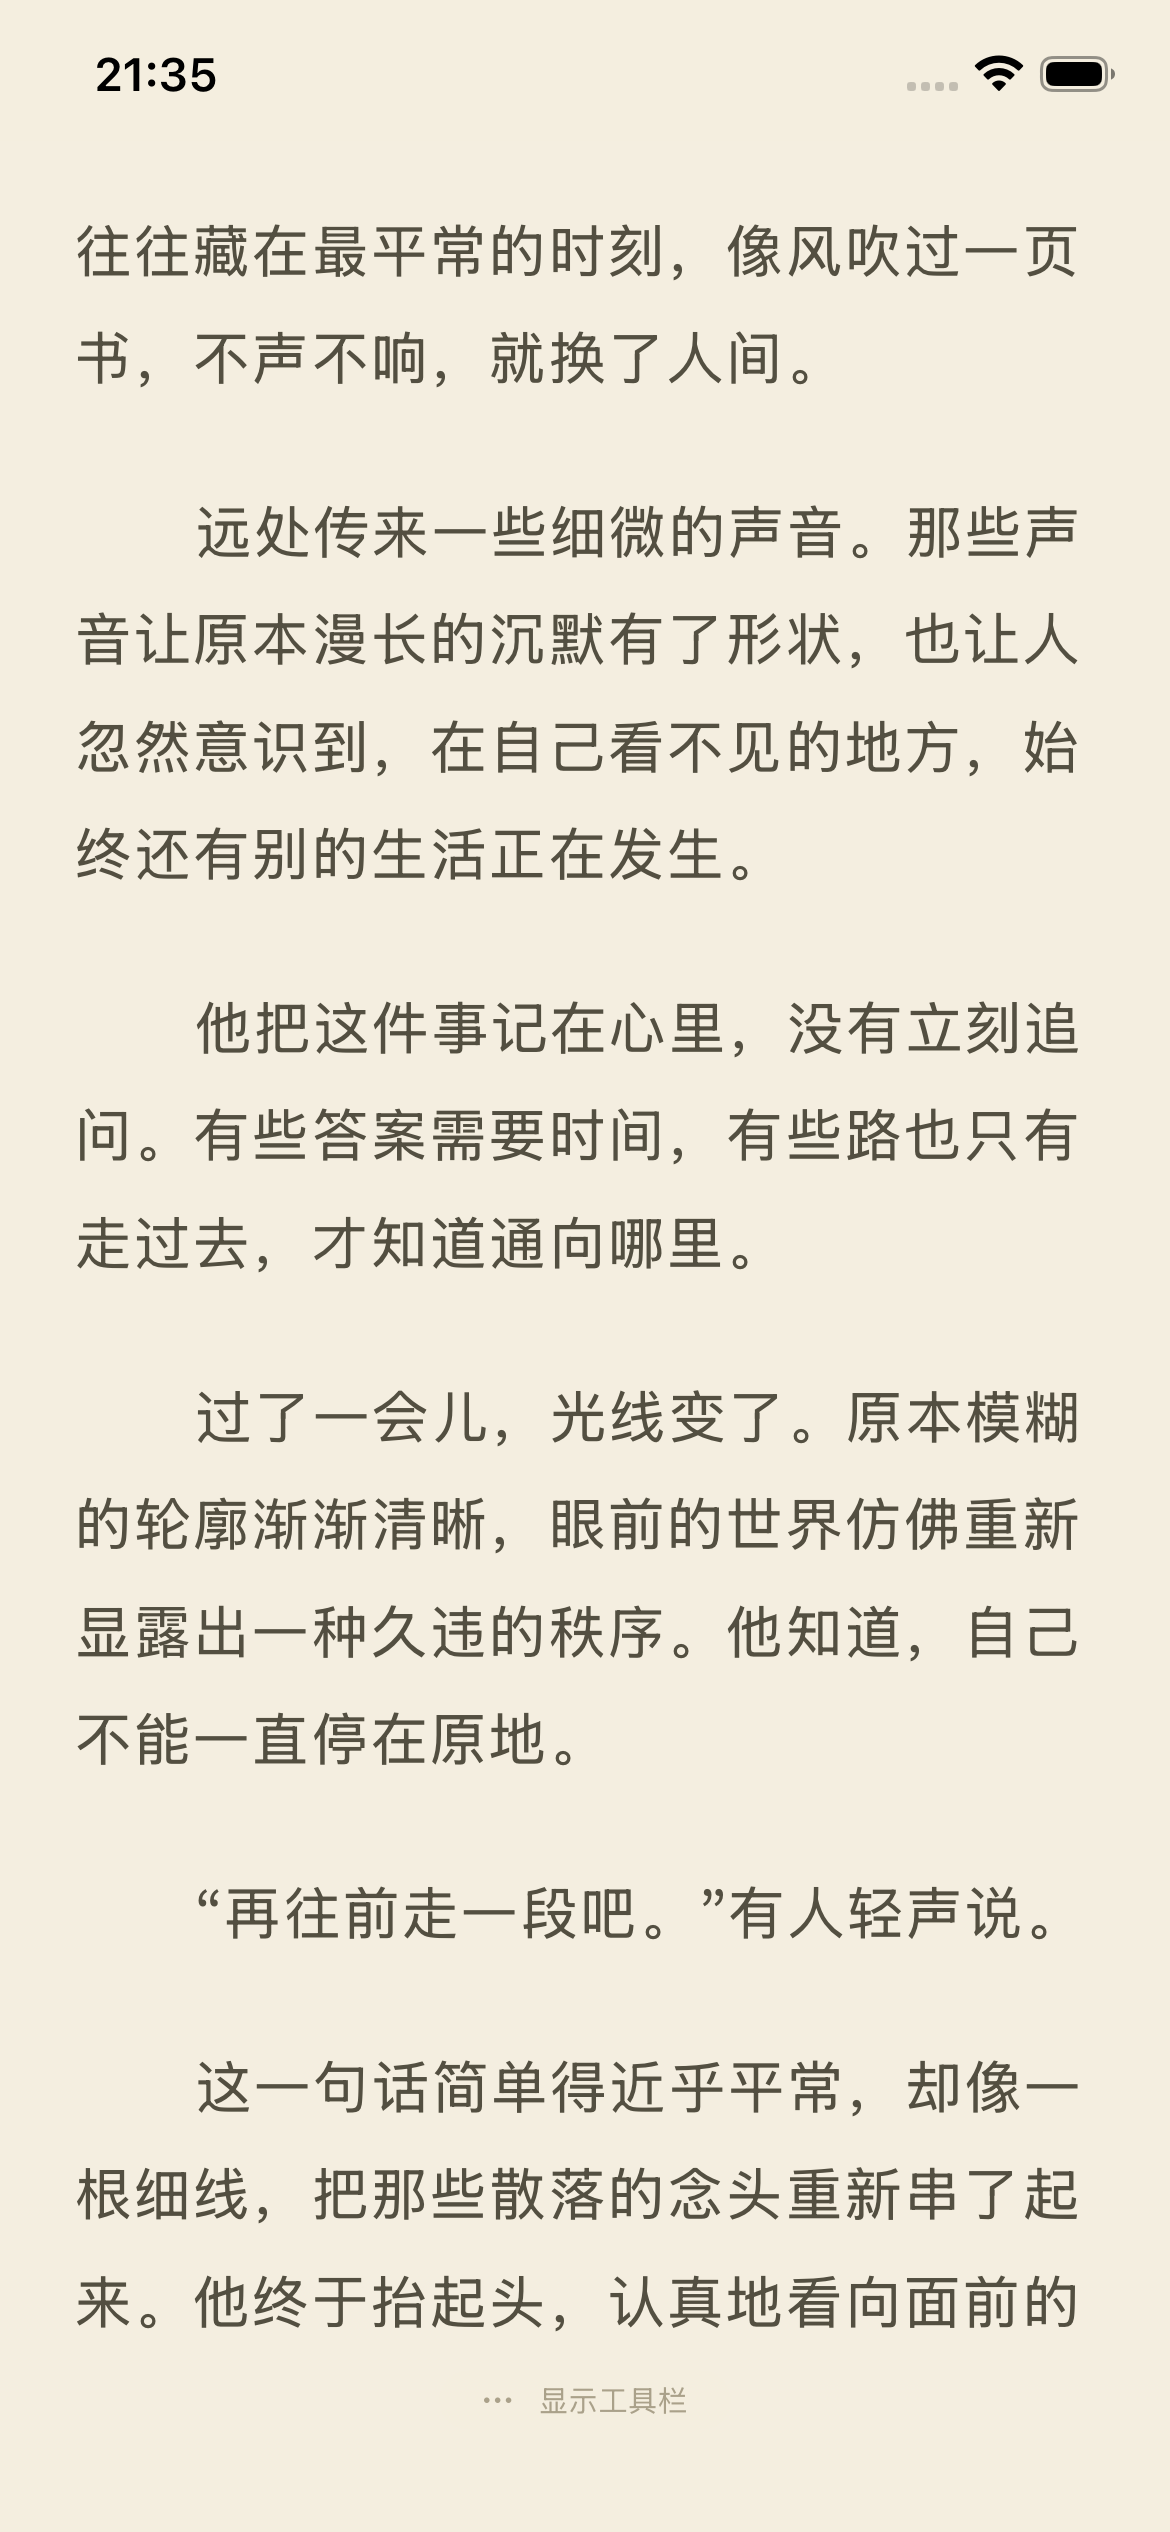 21:35
往往藏在最平常的时刻，像风吹过一页
书，不声不响，就换了人间。
远处传来一些细微的声音。那些声
音让原本漫长的沉默有了形状，也让人
忽然意识到，在自己看不见的地方，始
终还有别的生活正在发生。
他把这件事记在心里，没有立刻追
问。有些答案需要时间，有些路也只有
走过去，才知道通向哪里。
过了一会儿，光线变了。原本模糊
的轮廓渐渐清晰，眼前的世界仿佛重新
显露出一种久违的秩序。他知道，自己
不能一直停在原地。
“再往前走一段吧。”有人轻声说。
这一句话简单得近乎平常，却像一
根细线，把那些散落的念头重新串了起
来。他终于抬起头，认真地看向面前的
··· 显示工具栏